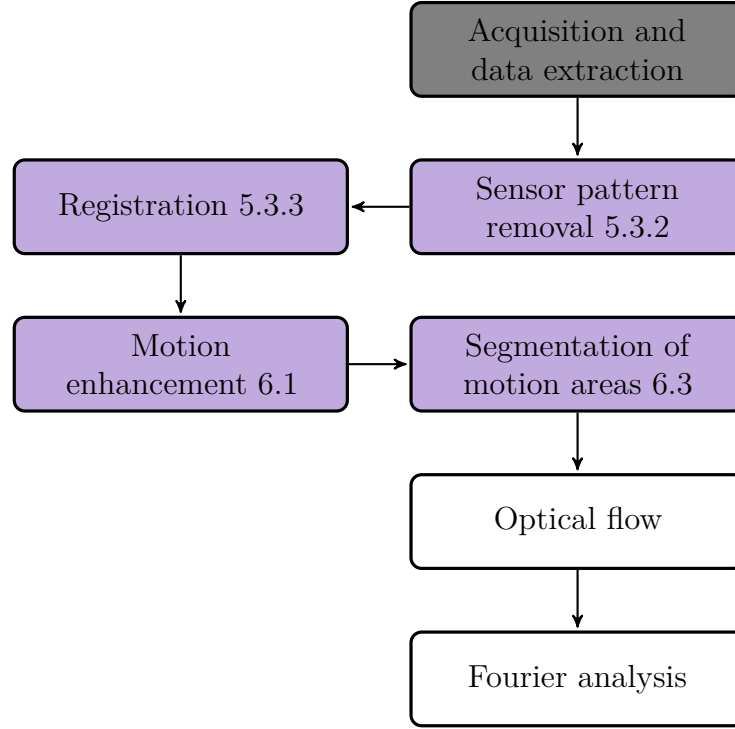 Acquisition and
data extraction
Sensor pattern
removal 5.3.2
Registration 5.3.3
Motion
enhancement 6.1
Segmentation of
motion areas 6.3
Optical flow
Fourier analysis